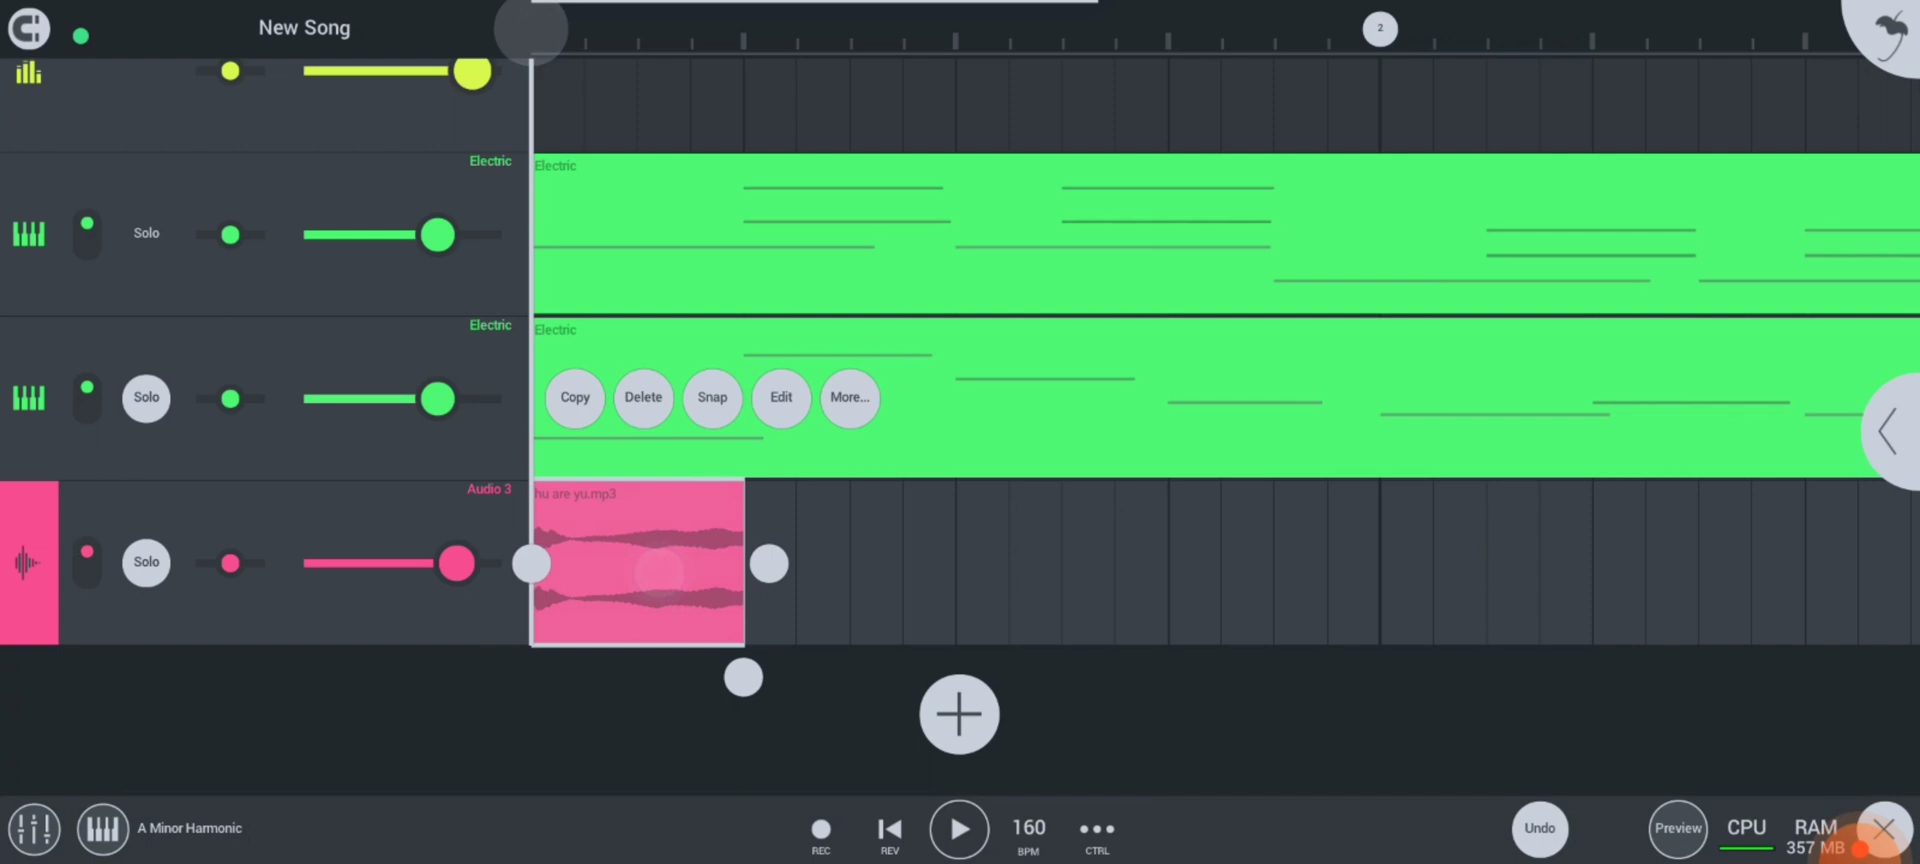 New Song
2
Electric
Electric
Solo
Electric
Electric
Solo
Copy
Delete
Snap
Edit
More...
Audio 3
hu are yu.mp3
Solo
A Minor Harmonic
REC
REV
160
BPM
CTRL
Undo
Preview
CPU
RAM
357 MB